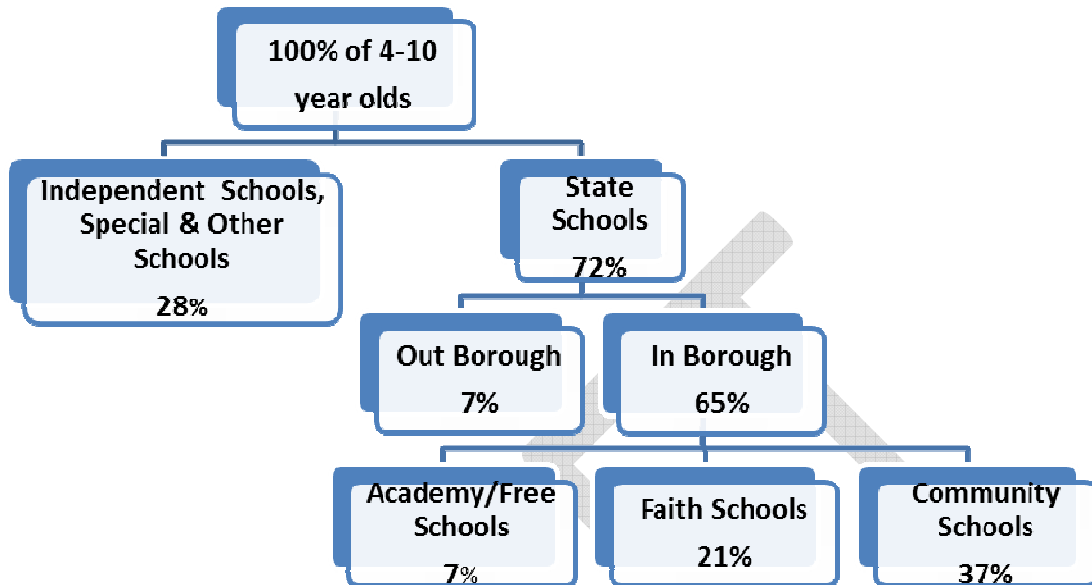 100% of 4-10
year olds
Independent Schools,
Special & Other
Schools
28%
State
Schools
72%
Out Borough
7%
In Borough
65%
Academy/Free
Schools
7%
Faith Schools
21%
Community
Schools
37%